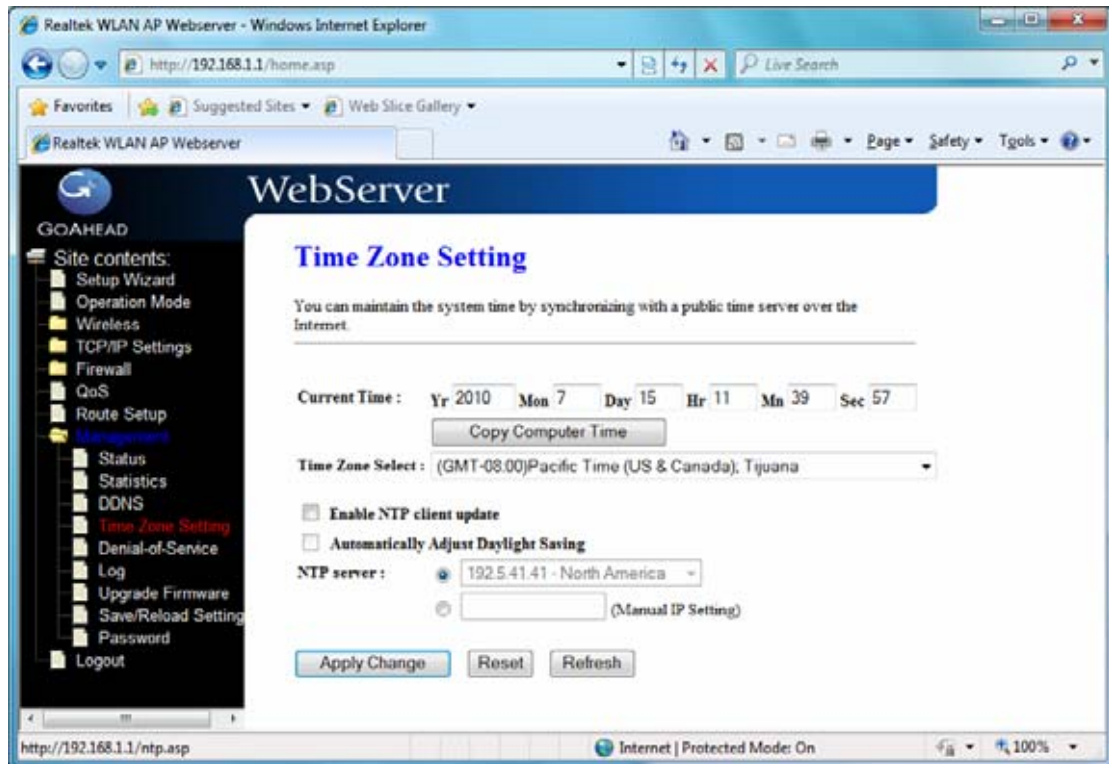 Realtek WLAN AP Webserver - Windows Internet Explorer
http://192.168.1.1/home.asp
Live Search
Favorites
Suggested Sites
Web Slice Gallery
Realtek WLAN AP Webserver
Page
Safety
Tools
GOAHEAD
WebServer
Site contents:
Setup Wizard
Operation Mode
Wireless
TCP/IP Settings
Firewall
QoS
Route Setup
Management
Status
Statistics
DDNS
Time Zone Setting
Denial-of-Service
Log
Upgrade Firmware
Save/Reload Setting
Password
Logout
Time Zone Setting
You can maintain the system time by synchronizing with a public time server over the
Internet.
Current Time : Yr 2010 Mon 7 Day 15 Hr 11 Mn 39 Sec 57
Copy Computer Time
Time Zone Select : (GMT-08:00)Pacific Time (US & Canada); Tijuana
Enable NTP client update
Automatically Adjust Daylight Saving
NTP server : 192.5.41.41 - North America
(Manual IP Setting)
Apply Change Reset Refresh
http://192.168.1.1/ntp.asp
Internet | Protected Mode: On
100%